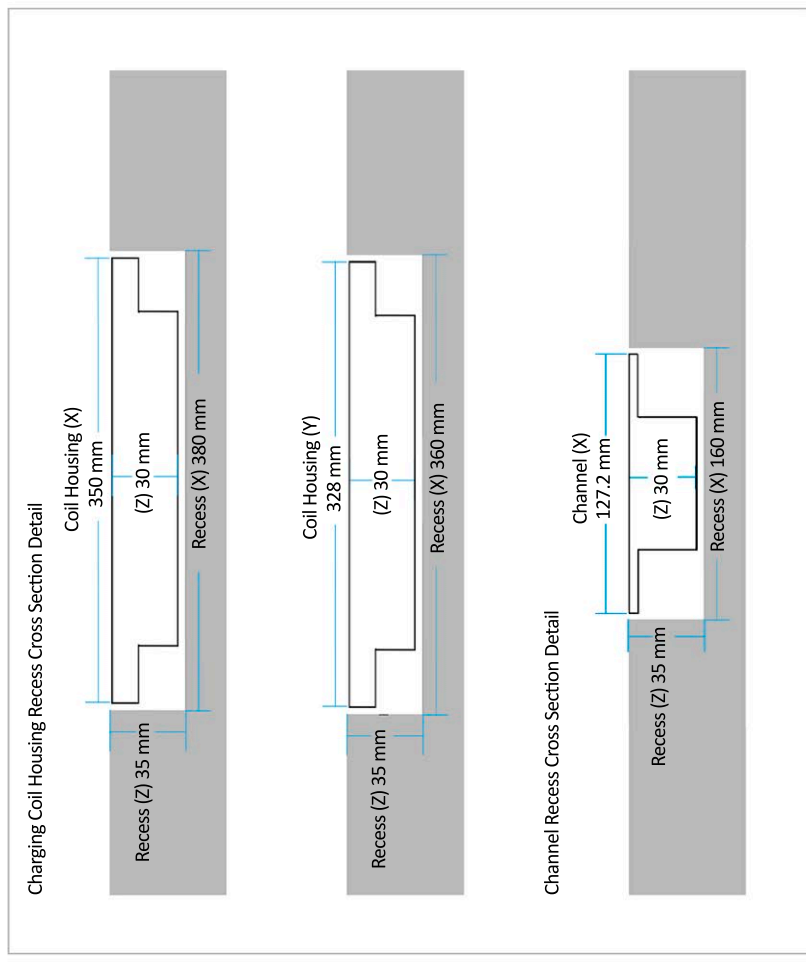 Charging Coil Housing Recess Cross Section Detail
Coil Housing (X)
350 mm
(Z) 30 mm
Recess (X) 380 mm
Recess (Z) 35 mm
Coil Housing (Y)
328 mm
(Z) 30 mm
Recess (X) 360 mm
Recess (Z) 35 mm
Channel Recess Cross Section Detail
Channel (X)
127.2 mm
(Z) 30 mm
Recess (X) 160 mm
Recess (Z) 35 mm